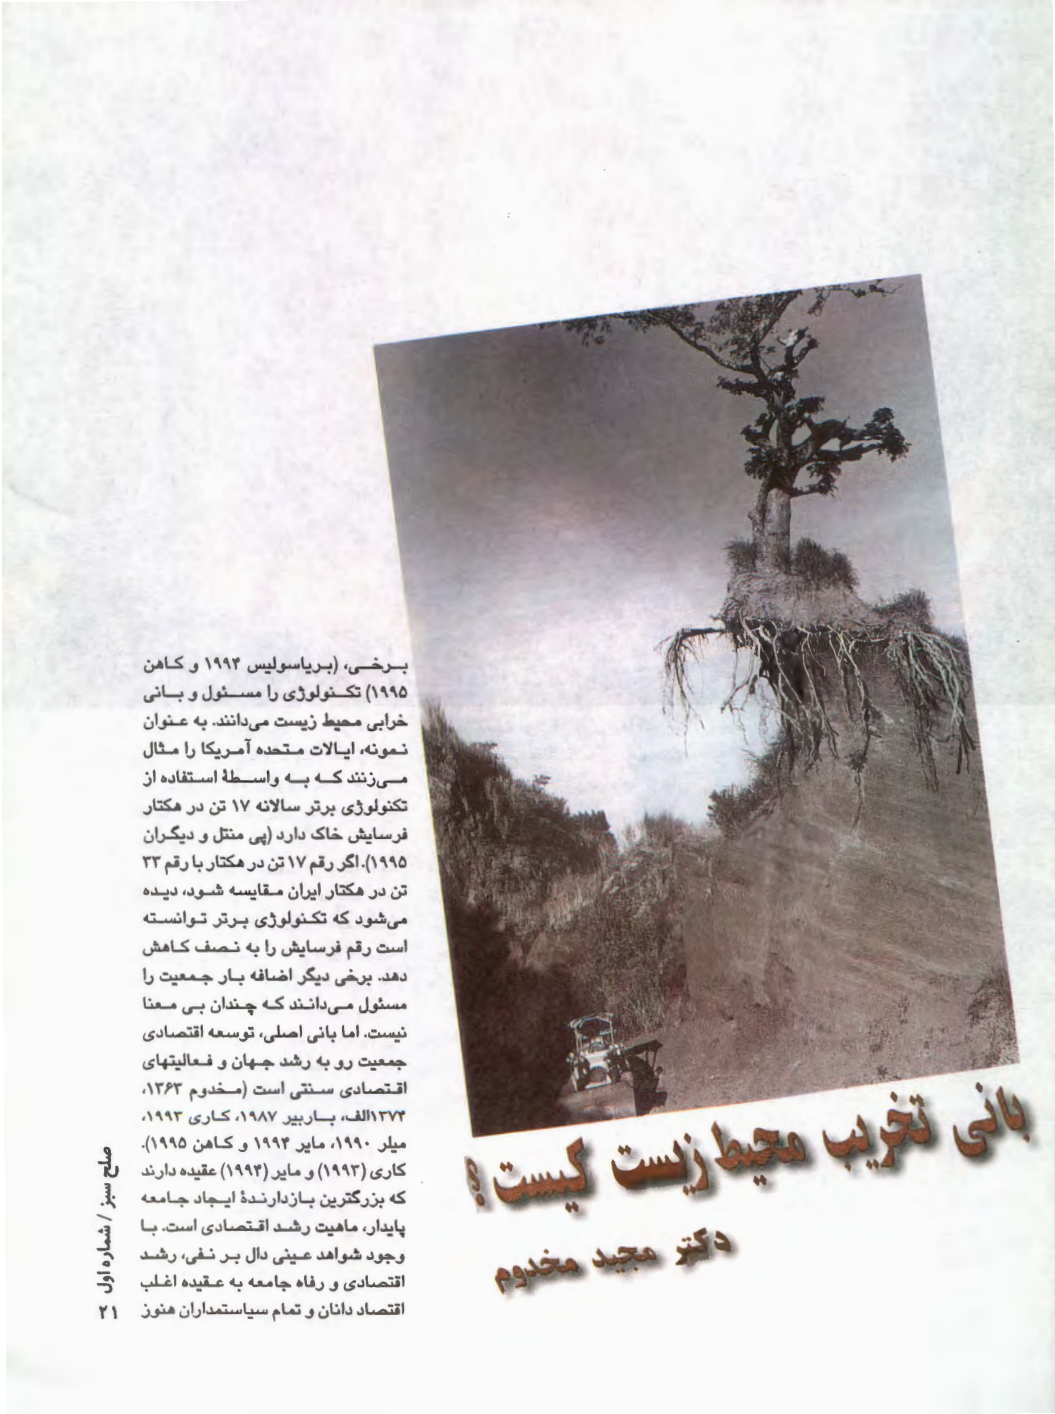 بانی تخریب محیط زیست کیست؟
دکتر مجید مخدوم
برخی، (بریاسولیس ۱۹۹۴ و کاهن
۱۹۹۵) تکنولوژی را مسئول و بانی
خرابی محیط زیست می‌دانند. به عنوان
نمونه، ایالات متحده آمریکا را مثال
می‌زنند که به واسطهٔ استفاده از
تکنولوژی برتر سالانه ۱۷ تن در هکتار
فرسایش خاک دارد (پی منتل و دیگران
۱۹۹۵). اگر رقم ۱۷ تن در هکتار با رقم ۳۳
تن در هکتار ایران مقایسه شود، دیده
می‌شود که تکنولوژی برتر توانسته
است رقم فرسایش را به نصف کاهش
دهد. برخی دیگر اضافه بار جمعیت را
مسئول می‌دانند که چندان بی معنا
نیست. اما بانی اصلی، توسعه اقتصادی
جمعیت رو به رشد جهان و فعالیتهای
اقتصادی سنتی است (مخدوم ۱۳۶۳،
۱۳۷۴الف، باربیر ۱۹۸۷، کاری ۱۹۹۳،
میلر ۱۹۹۰، مایر ۱۹۹۴ و کاهن ۱۹۹۵).
کاری (۱۹۹۳) و مایر (۱۹۹۴) عقیده دارند
که بزرگترین بازدارندهٔ ایجاد جامعه
پایدار، ماهیت رشد اقتصادی است. با
وجود شواهد عینی دال بر نفی، رشد
اقتصادی و رفاه جامعه به عقیده اغلب
اقتصاد دانان و تمام سیاستمداران هنوز
صلح سبز / شماره اول
۲۱